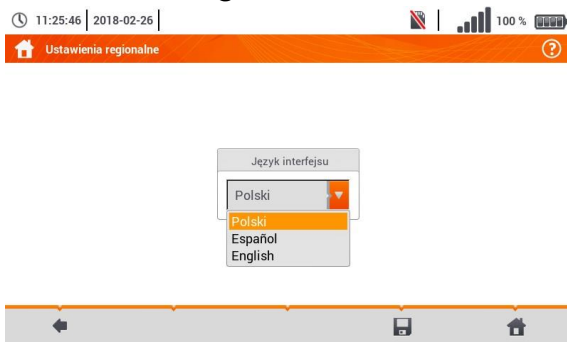 11:25:46 2018-02-26 100 %
Ustawienia regionalne ?
Język interfejsu
Polski
Polski
Español
English